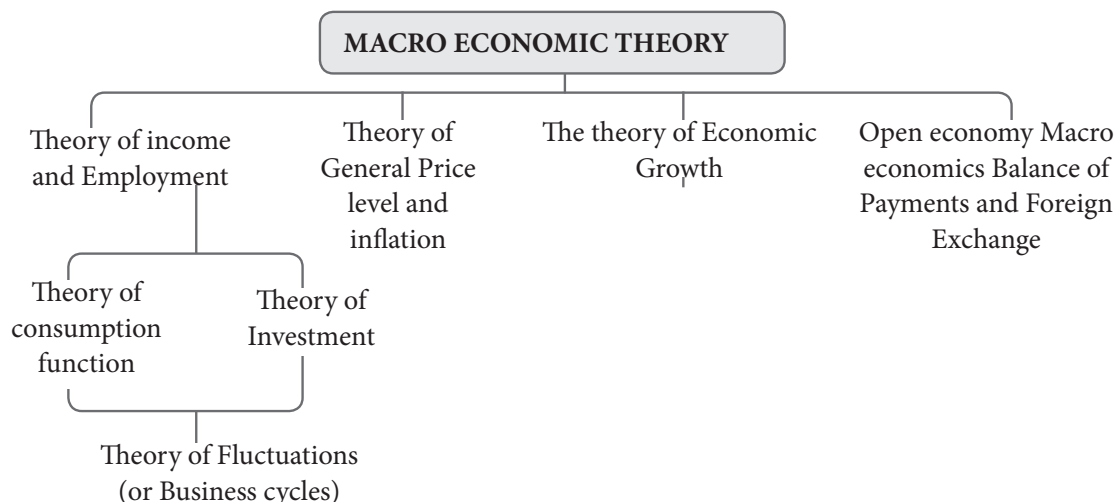 MACRO ECONOMIC THEORY
Theory of income
and Employment
Theory of
General Price
level and
inflation
The theory of Economic
Growth
Open economy Macro
economics Balance of
Payments and Foreign
Exchange
Theory of
consumption
function
Theory of
Investment
Theory of Fluctuations
(or Business cycles)